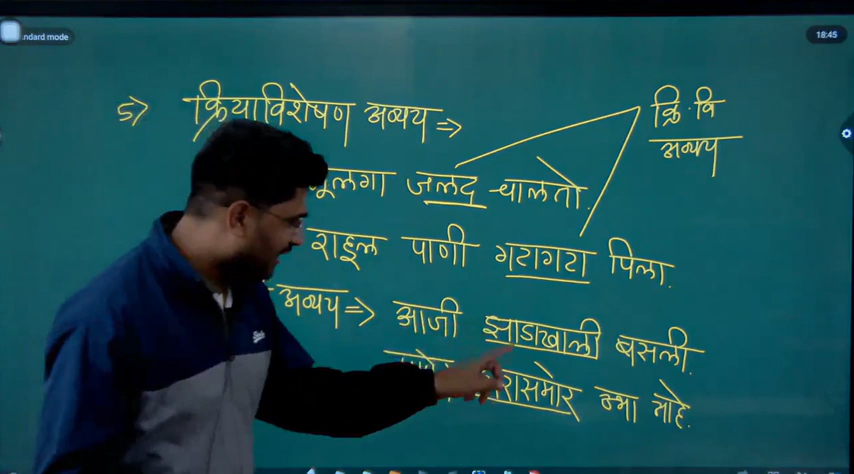 ndard mode
18:45
5) क्रियाविशेषण अव्यय => क्रि. वि
अव्यय
मूलगा जलद चालतो.
राहूल पाणी गटागटा पिला.
अव्यय => आजी झाडाखाली बसली.
उभा आहे.